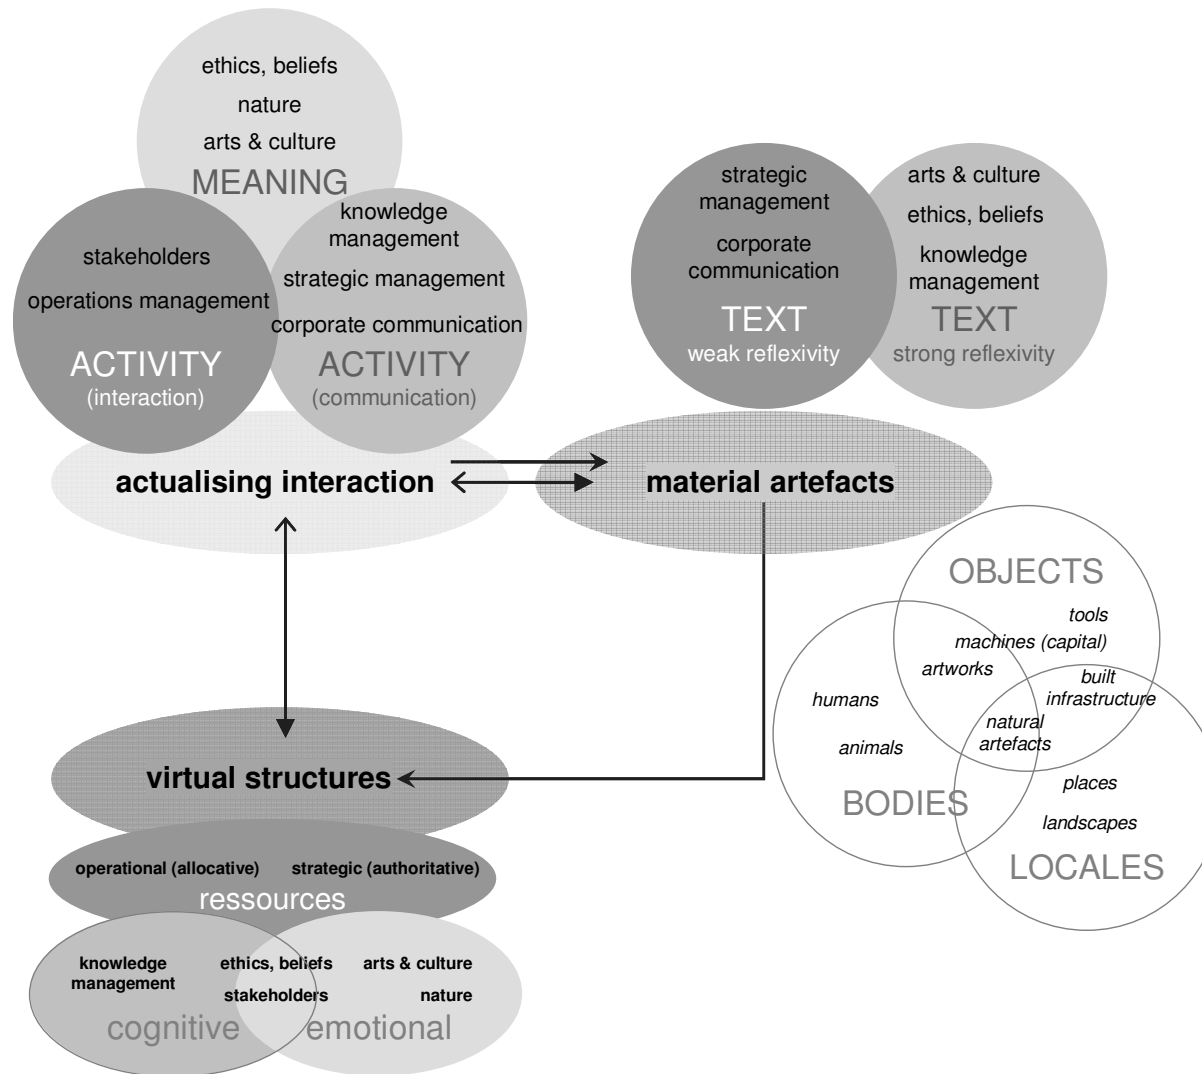 ethics, beliefs
nature
arts & culture
MEANING
stakeholders
operations management
ACTIVITY
(interaction)
knowledge
management
strategic management
corporate communication
ACTIVITY
(communication)
strategic
management
corporate
communication
TEXT
weak reflexivity
arts & culture
ethics, beliefs
knowledge
management
TEXT
strong reflexivity
actualising interaction
material artefacts
OBJECTS
tools
machines (capital)
artworks
built
infrastructure
humans
natural
artefacts
animals
BODIES
places
landscapes
LOCALES
virtual structures
operational (allocative)
strategic (authoritative)
ressources
knowledge
management
ethics, beliefs
stakeholders
arts & culture
nature
cognitive
emotional